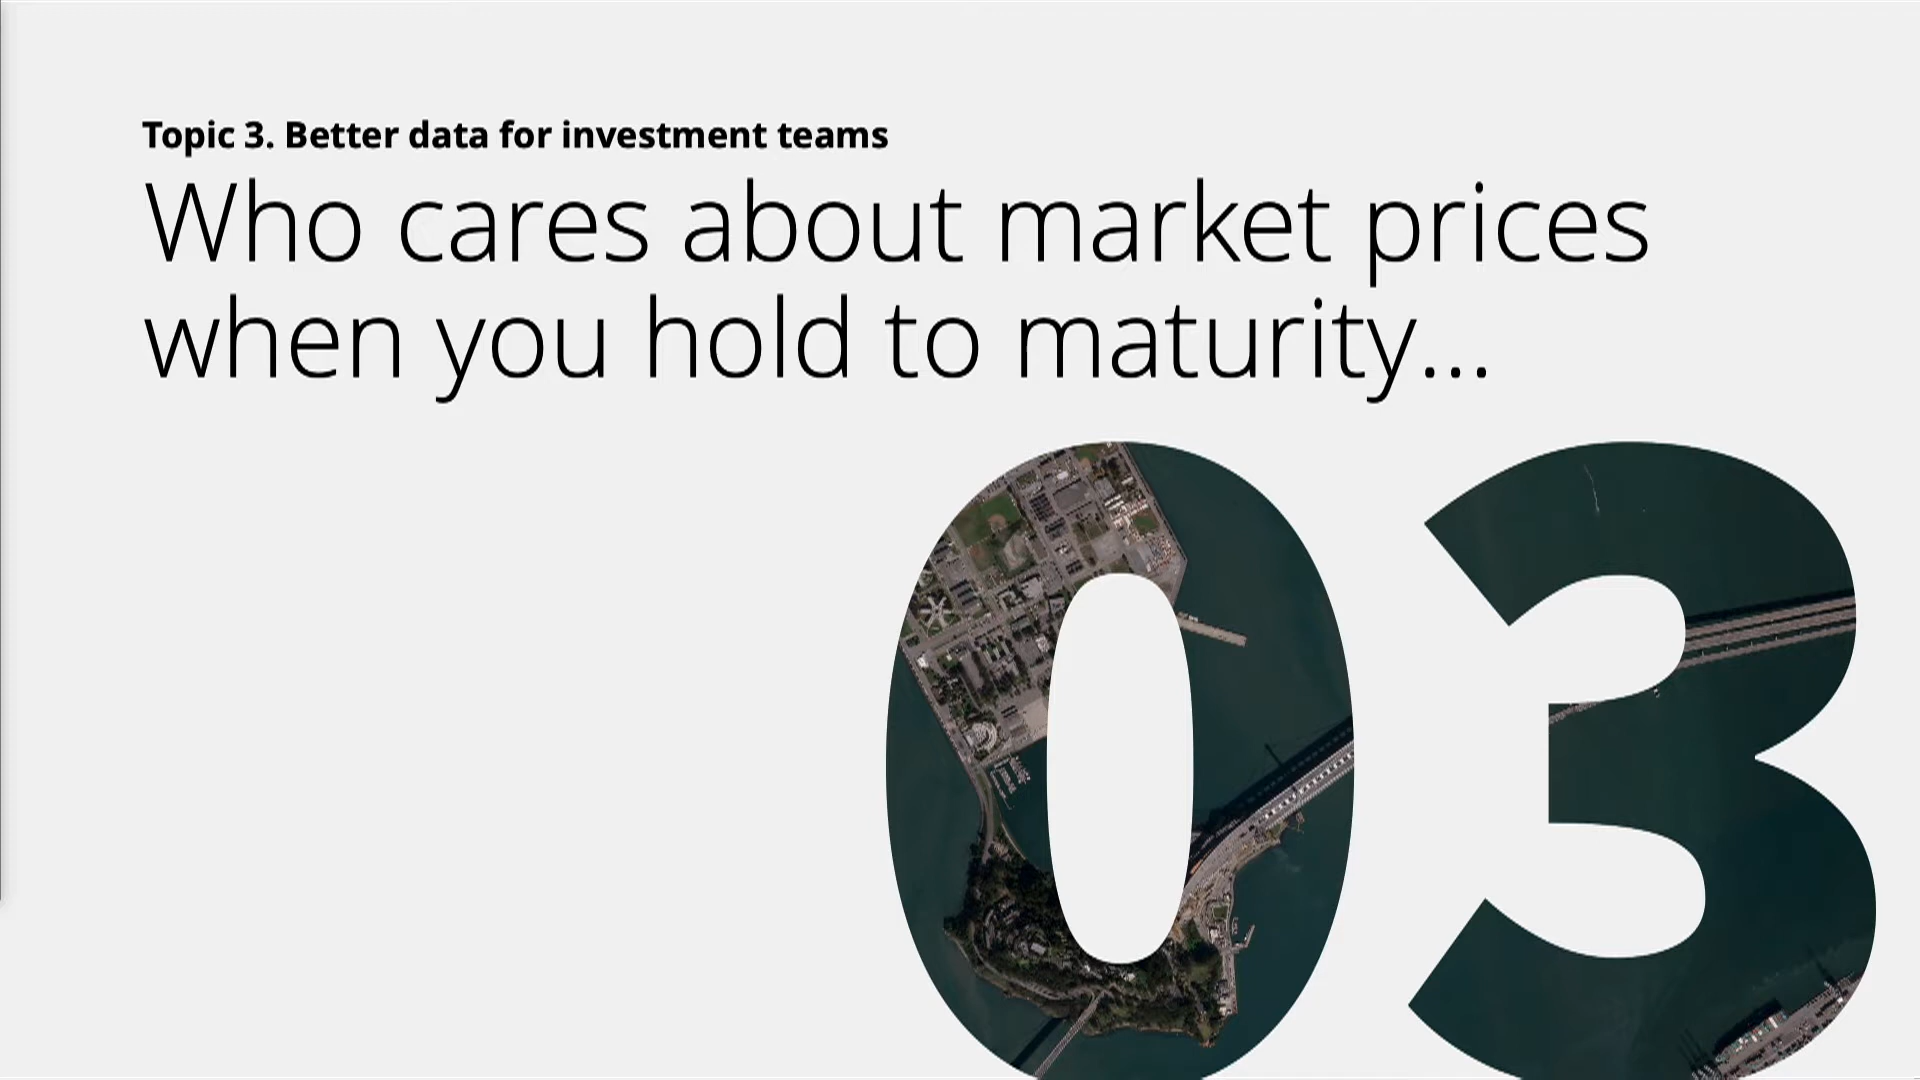 Topic 3. Better data for investment teams
Who cares about market prices
when you hold to maturity...
03